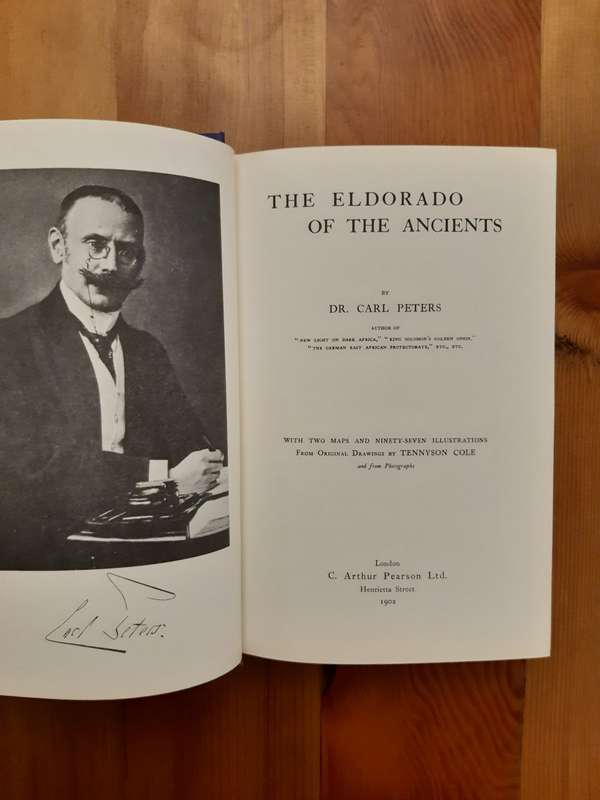 Carl Peters.
THE ELDORADO
OF THE ANCIENTS
BY
DR. CARL PETERS
AUTHOR OF
"NEW LIGHT ON DARK AFRICA," "KING SOLOMON'S GOLDEN OPHIR,"
"THE GERMAN EAST AFRICAN PROTECTORATE," ETC., ETC.
WITH TWO MAPS AND NINETY-SEVEN ILLUSTRATIONS
FROM ORIGINAL DRAWINGS BY TENNYSON COLE
and from Photographs
London
C. Arthur Pearson Ltd.
Henrietta Street
1902